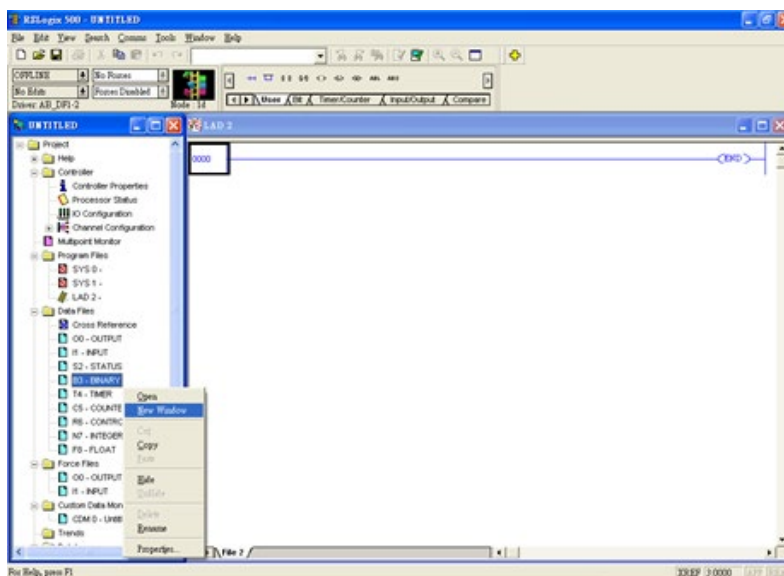 RSLogix 500 - UNTITLED
File Edit View Search Comms Tools Window Help
OFFLINE No Forces
No Edits Forces Disabled
Driver: AB_DF1-2 Node: 1d
User Bit Timer/Counter Input/Output Compare
UNTITLED
LAD 2
Project
Help
Controller
Controller Properties
Processor Status
IO Configuration
Channel Configuration
Multipoint Monitor
Program Files
SYS 0 -
SYS 1 -
LAD 2 -
Data Files
Cross Reference
O0 - OUTPUT
I1 - INPUT
S2 - STATUS
B3 - BINARY
T4 - TIMER
C5 - COUNTE
R6 - CONTRO
N7 - INTEGER
F8 - FLOAT
Force Files
O0 - OUTPUT
I1 - INPUT
Custom Data Mon
CDM 0 - Untitl
Trends
Open
New Window
Cut
Copy
Paste
Hide
UnHide
Delete
Rename
Properties...
0000
END
File 2
For Help, press F1
XREF 2:0000 APP